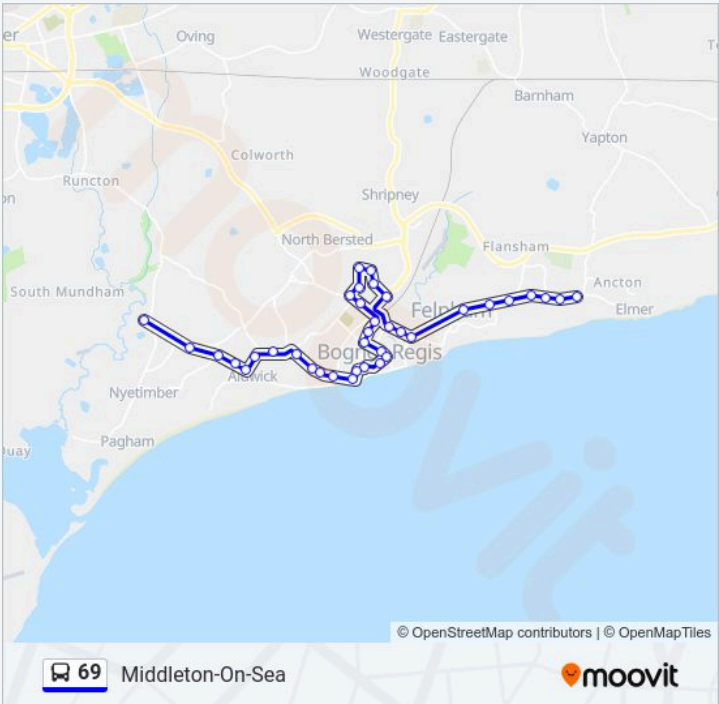 er
Oving
Westergate
Eastergate
Woodgate
Barnham
Yapton
Colworth
Runcton
Shripney
North Bersted
Flansham
South Mundham
Ancton
Felpham
Elmer
Bognor Regis
Aldwick
Nyetimber
Pagham
© OpenStreetMap contributors | © OpenMapTiles
69 Middleton-On-Sea
moovit